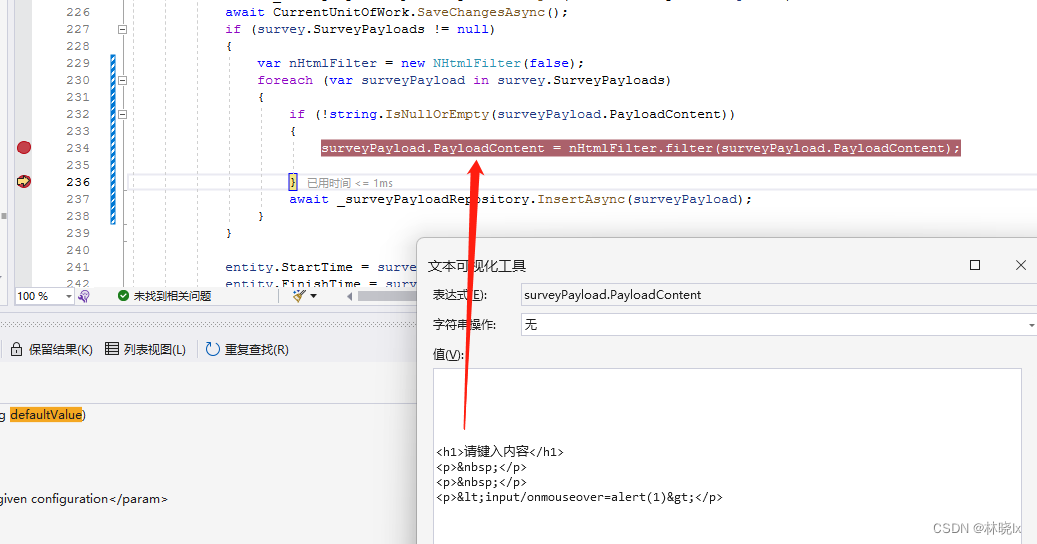 226 await CurrentUnitOfWork.SaveChangesAsync();
227 if (survey.SurveyPayloads != null)
228 {
229 var nHtmlFilter = new NHtmlFilter(false);
230 foreach (var surveyPayload in survey.SurveyPayloads)
231 {
232 if (!string.IsNullOrEmpty(surveyPayload.PayloadContent))
233 {
234 surveyPayload.PayloadContent = nHtmlFilter.filter(surveyPayload.PayloadContent);
235
236 } 已用时间 <= 1ms
237 await _surveyPayloadRepository.InsertAsync(surveyPayload);
238 }
239 }
240
241 entity.StartTime = surve
242 entity.FinishTime = surv
100 % 未找到相关问题
保留结果(K) 列表视图(L) 重复查找(R)
g defaultValue)
given configuration</param>
文本可视化工具
表达式(E): surveyPayload.PayloadContent
字符串操作: 无
值(V):
<h1>请键入内容</h1>
<p>&nbsp;</p>
<p>&nbsp;</p>
<p>&lt;input/onmouseover=alert(1)&gt;</p>
CSDN @林晓lx